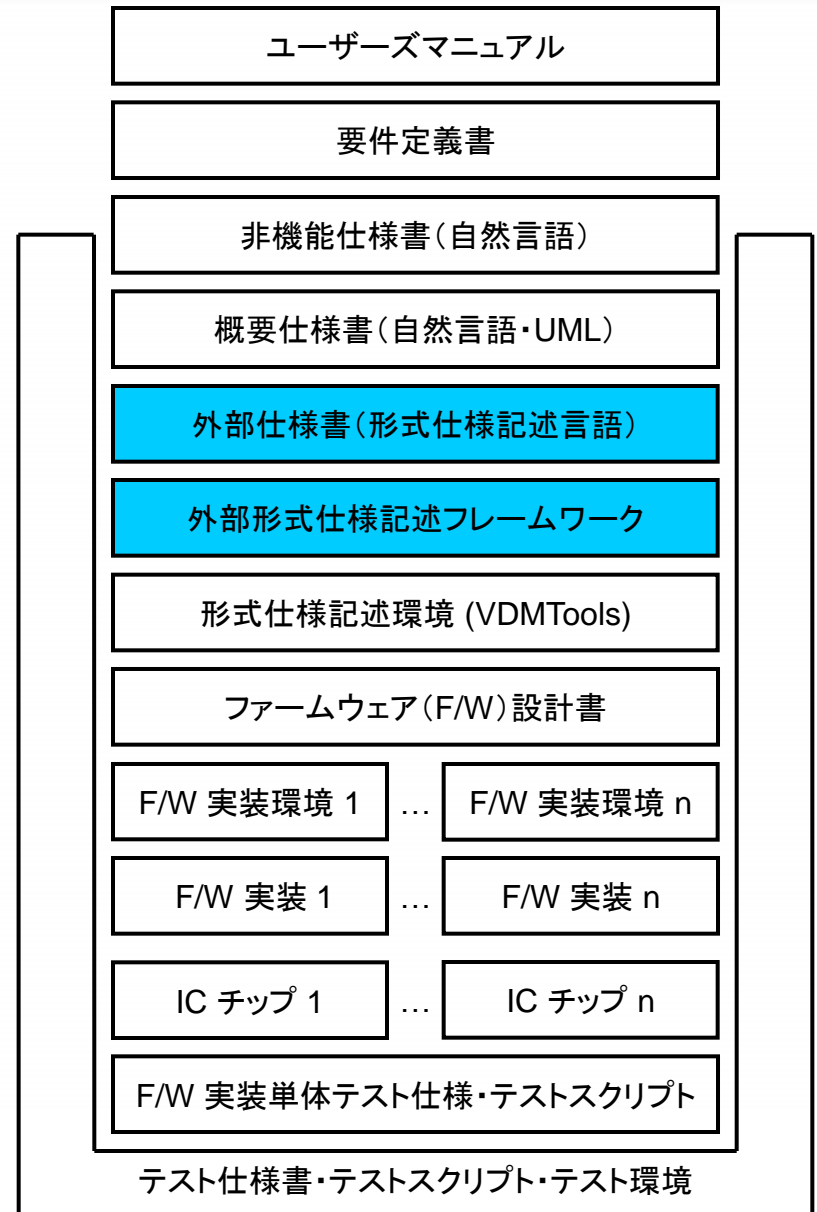 ユーザーズマニュアル
要件定義書
非機能仕様書(自然言語)
概要仕様書(自然言語・UML)
外部仕様書(形式仕様記述言語)
外部形式仕様記述フレームワーク
形式仕様記述環境 (VDMTools)
ファームウェア(F/W)設計書
F/W 実装環境 1 … F/W 実装環境 n
F/W 実装 1 … F/W 実装 n
IC チップ 1 … IC チップ n
F/W 実装単体テスト仕様・テストスクリプト
テスト仕様書・テストスクリプト・テスト環境